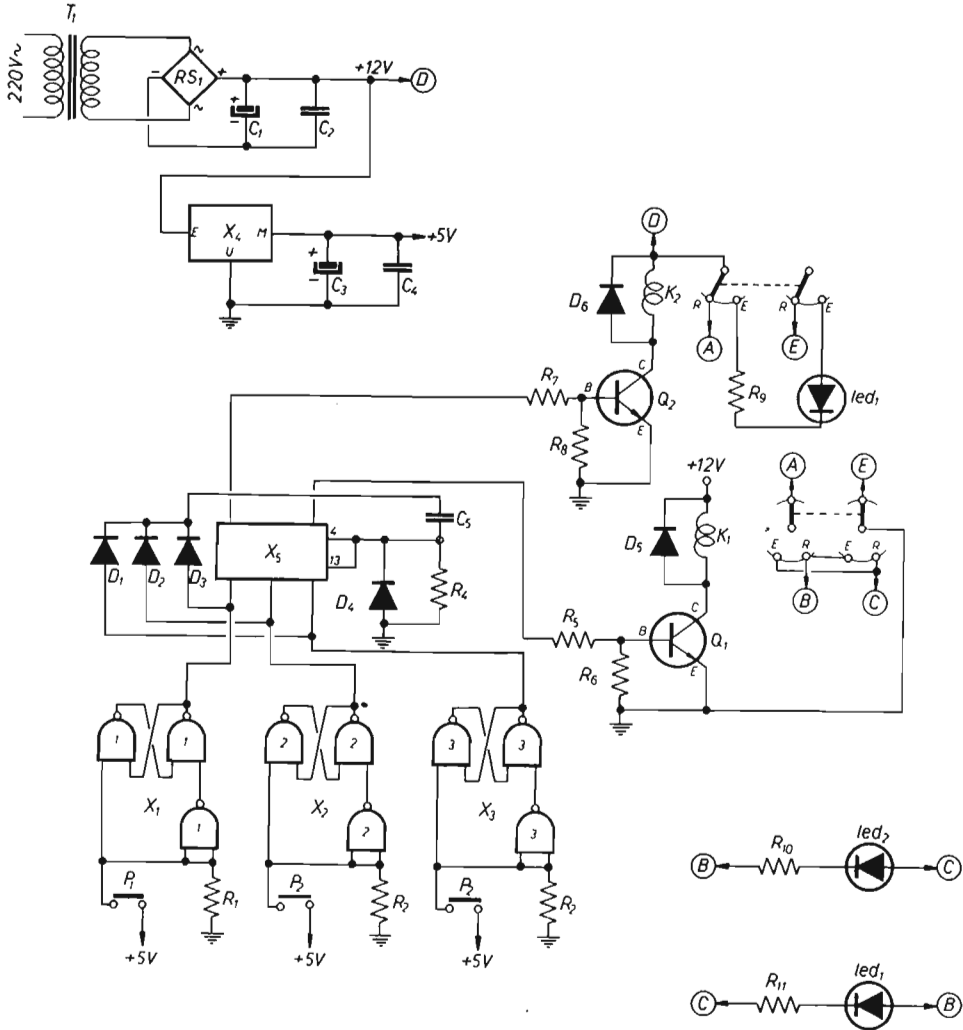 T1
220V~
~
- RS1 +
~
+12V D
+
-
C1
C2
E X4 M
U
+5V
+
-
C3
C4
D
D6
K2
R E R E
A E
R7
B C
Q2
E
R8
R9
led1
+12V
A E
D5
K1
E R E R
B C
C5
X5
4
13
D1 D2 D3
D4
R4
R5
B C
Q1
E
R6
1 1
2 2
3 3
X1 X2 X3
1 2 3
P1 P2 P2
R1 R2 R2
+5V +5V +5V
led2
B R10 C
led1
C R11 B